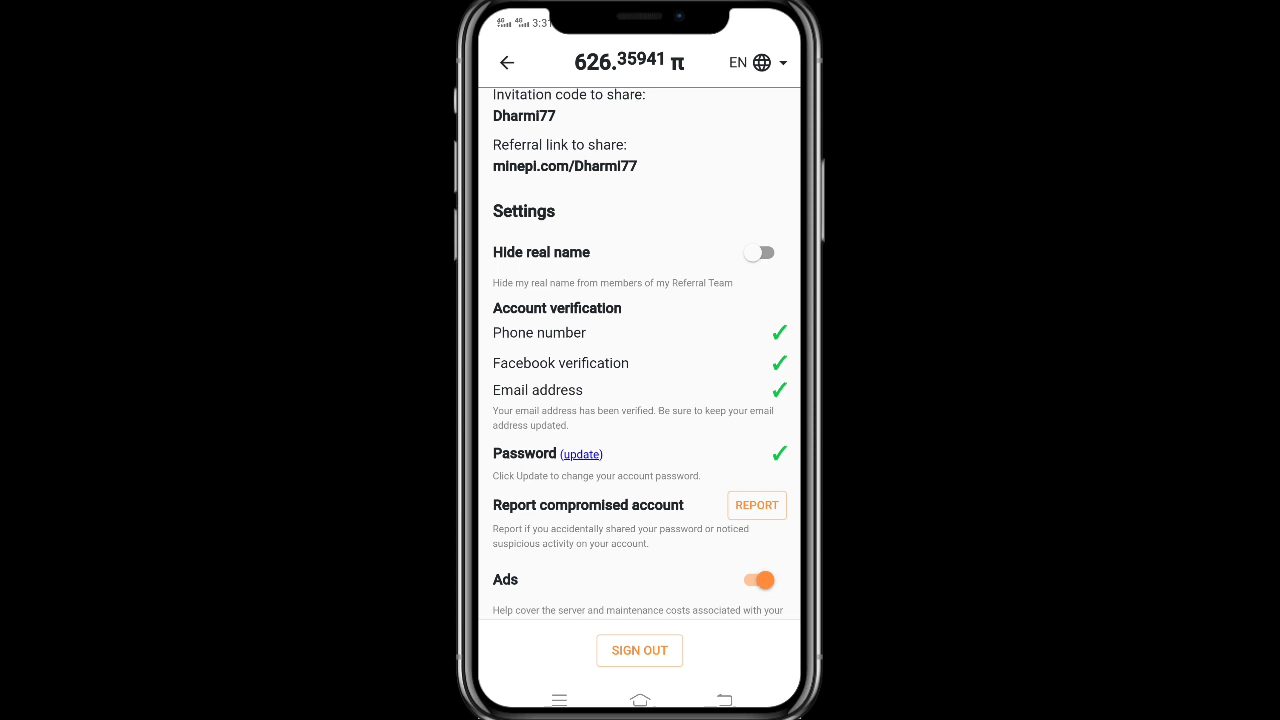 4G 4G 3:31
626.35941 π EN
Invitation code to share:
Dharmi77
Referral link to share:
minepi.com/Dharmi77
Settings
Hide real name
Hide my real name from members of my Referral Team
Account verification
Phone number
Facebook verification
Email address
Your email address has been verified. Be sure to keep your email
address updated.
Password (update)
Click Update to change your account password.
Report compromised account REPORT
Report if you accidentally shared your password or noticed
suspicious activity on your account.
Ads
Help cover the server and maintenance costs associated with your
SIGN OUT